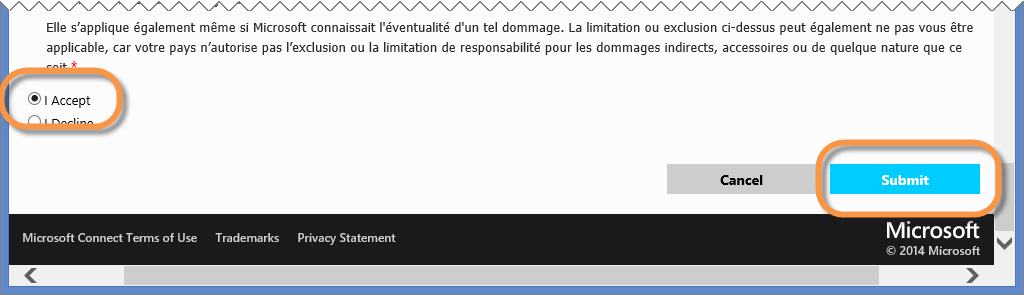 Elle s’applique également même si Microsoft connaissait l'éventualité d'un tel dommage. La limitation ou exclusion ci-dessus peut également ne pas vous être
applicable, car votre pays n’autorise pas l’exclusion ou la limitation de responsabilité pour les dommages indirects, accessoires ou de quelque nature que ce
soit.*
I Accept
I Decline
Cancel
Submit
Microsoft Connect Terms of Use
Trademarks
Privacy Statement
Microsoft
© 2014 Microsoft